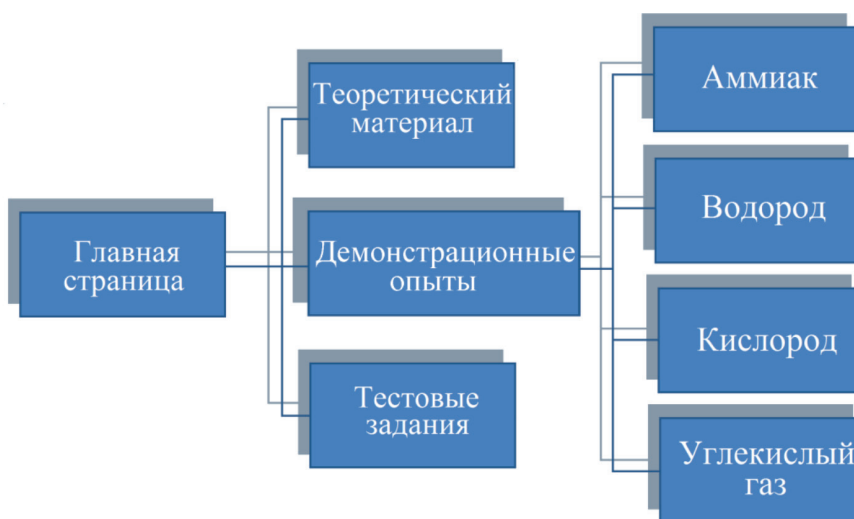 Главная
страница
Теоретический
материал
Демонстрационные
опыты
Тестовые
задания
Аммиак
Водород
Кислород
Углекислый
газ